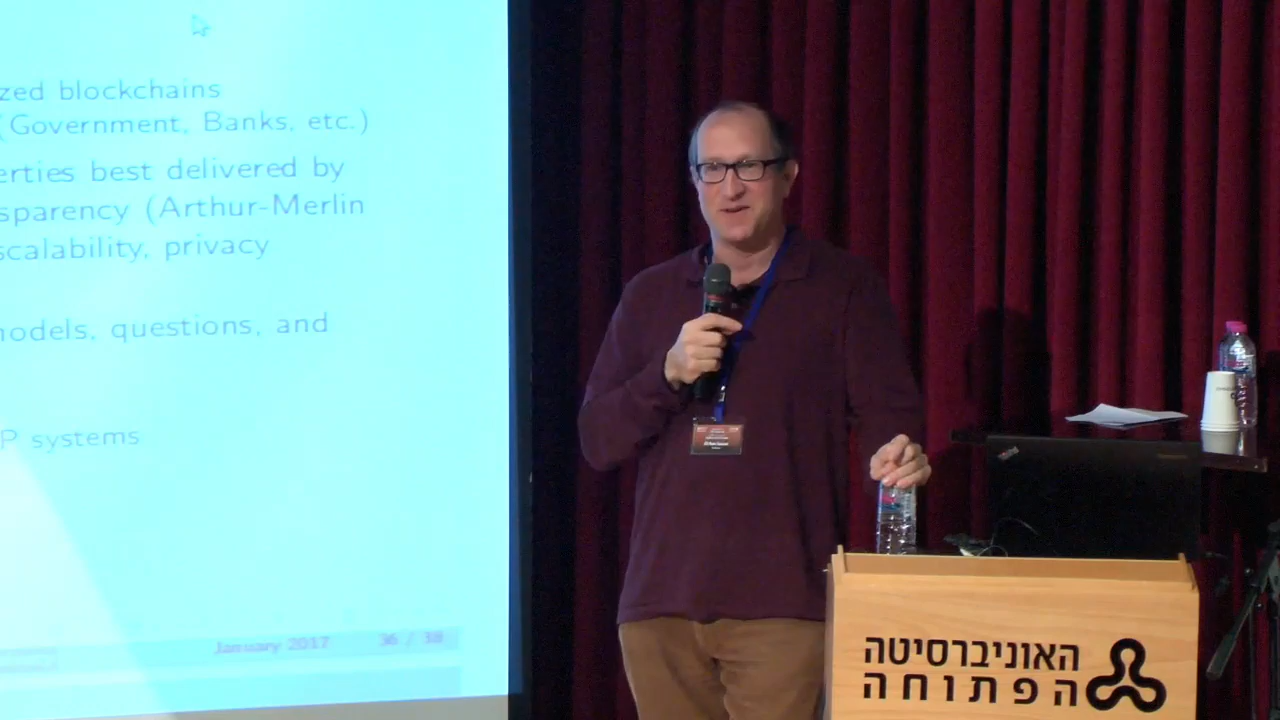 zed blockchains
(Government, Banks, etc.)
erties best delivered by
sparency (Arthur-Merlin
scalability, privacy
nodels, questions, and
P systems
January 2017 36 / 38
האוניברסיטה
הפתוחה